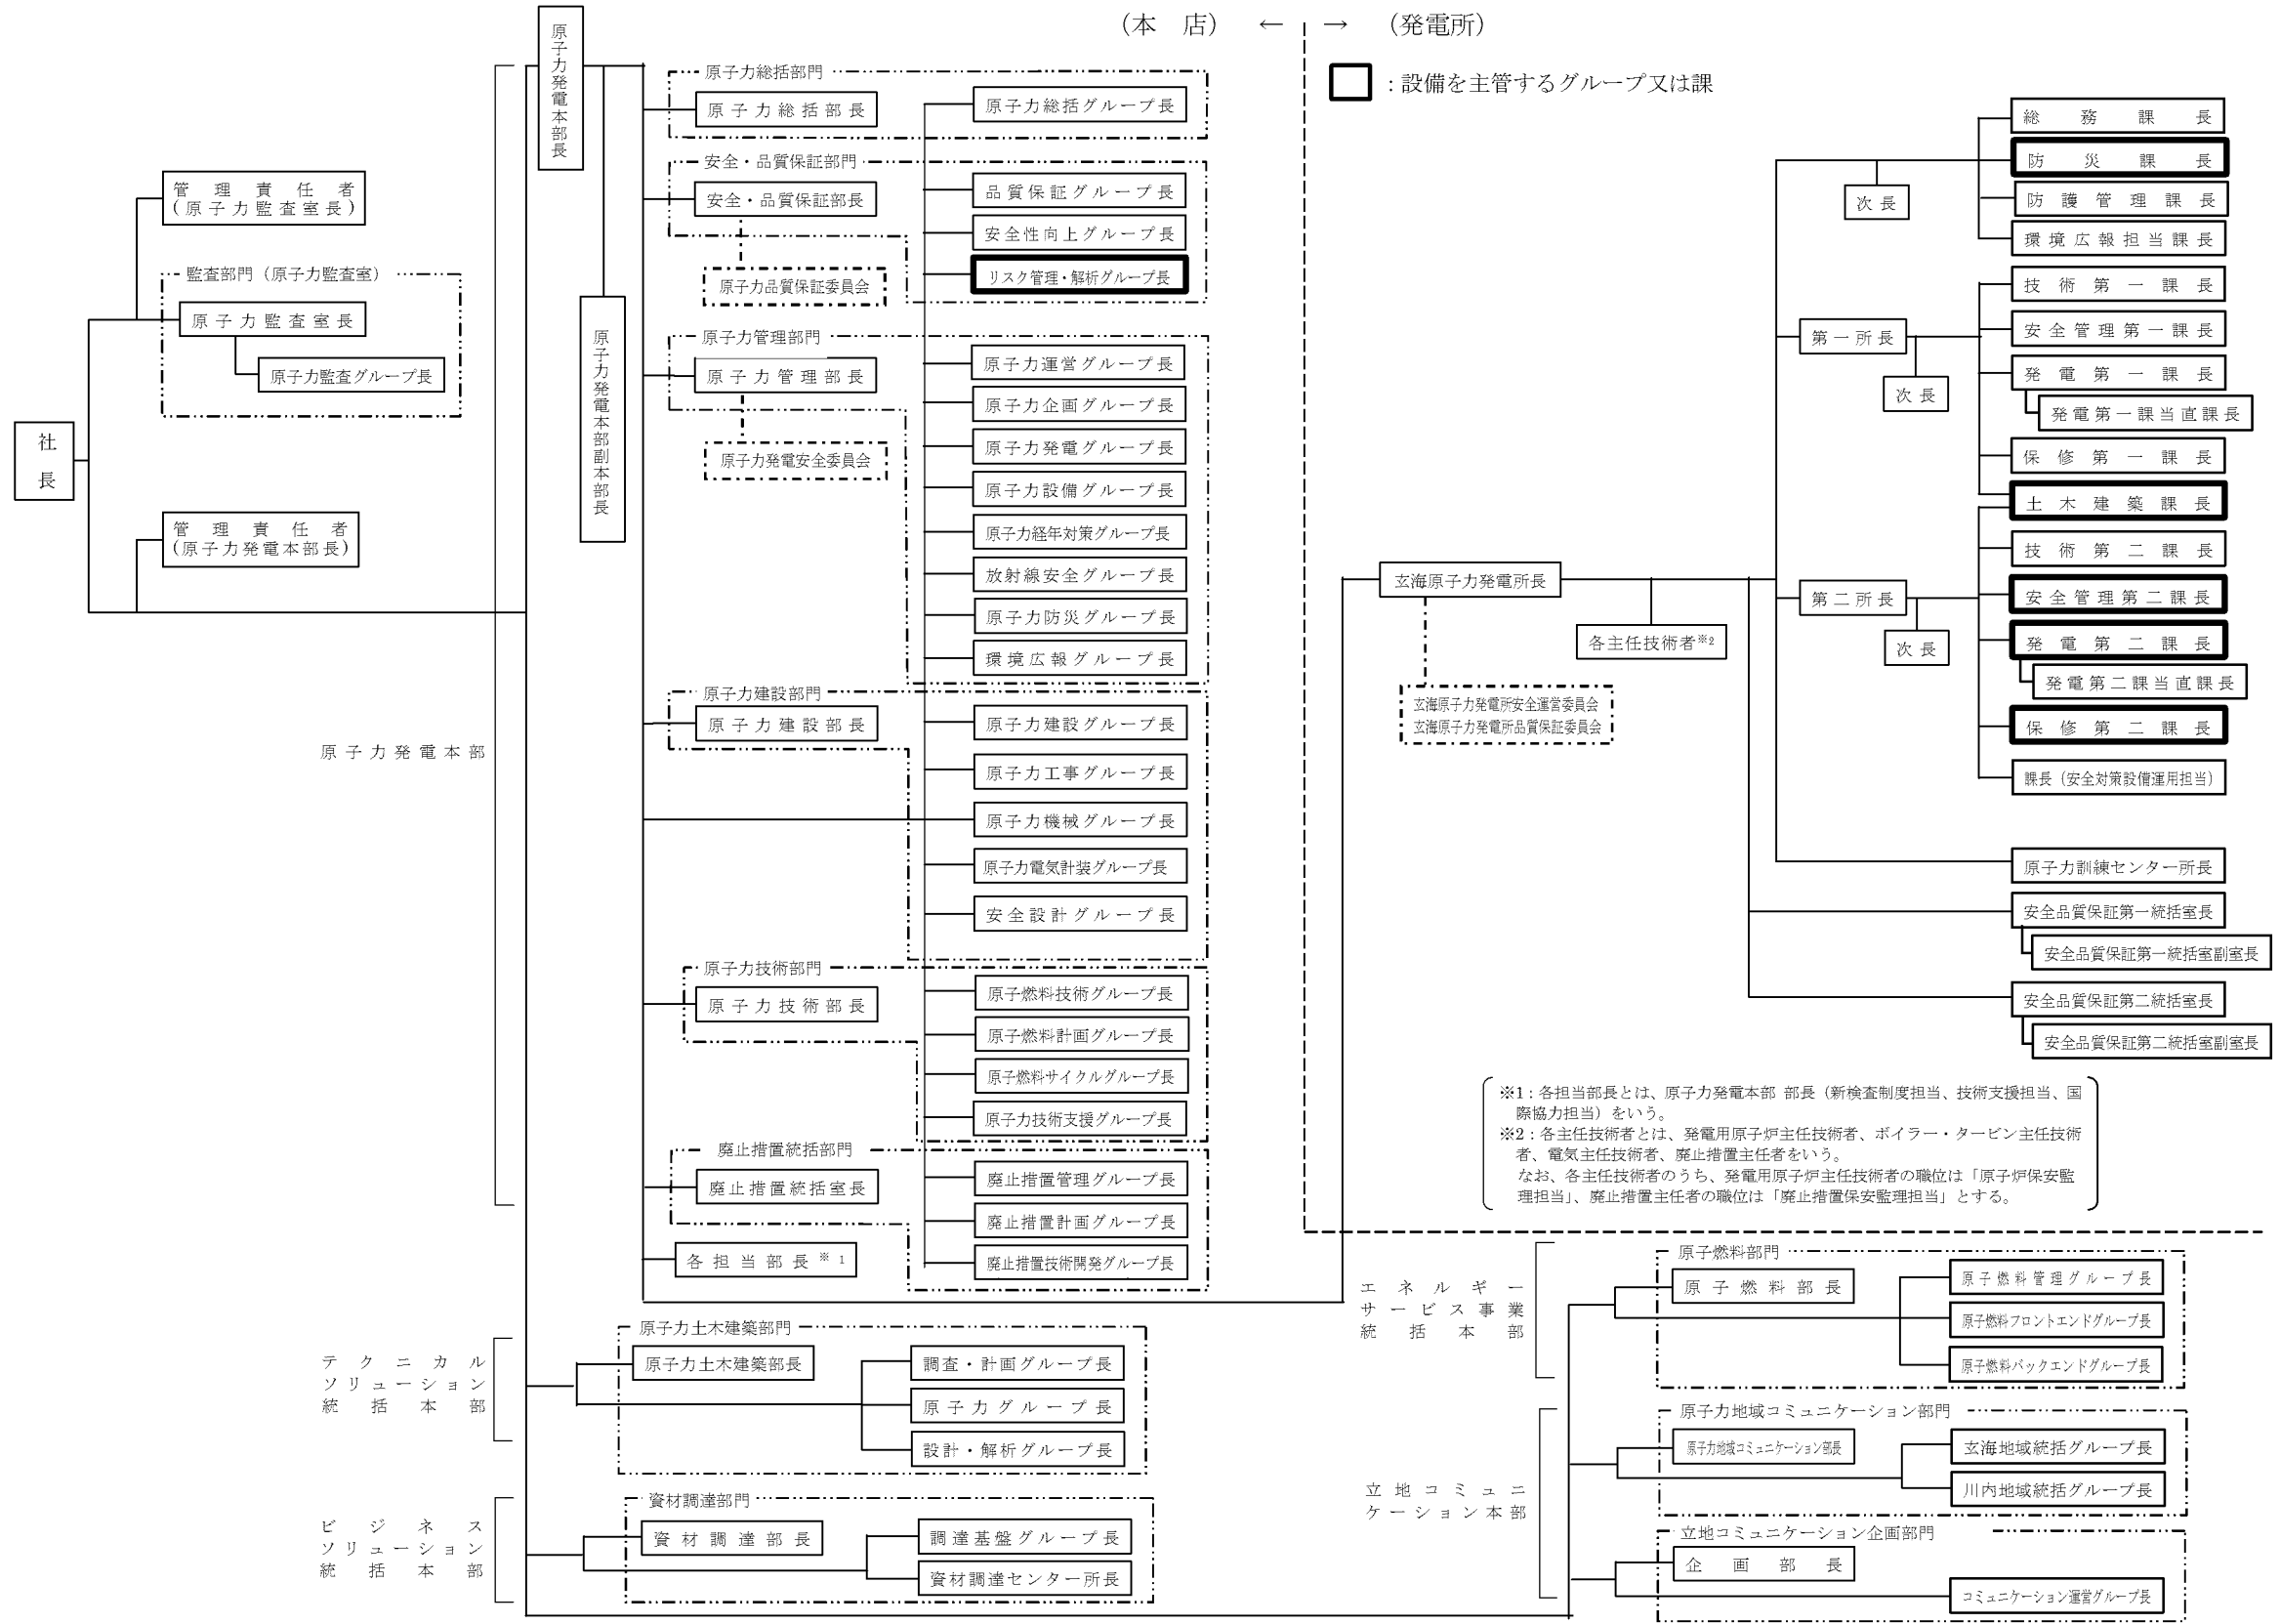 (本　店)　←　→　(発電所)
：設備を主管するグループ又は課
社長
管理責任者
(原子力監査室長)
監査部門（原子力監査室）
原子力監査室長
原子力監査グループ長
管理責任者
(原子力発電本部長)
原子力発電本部
原子力発電本部長
原子力発電本部副本部長
原子力総括部門
原子力総括部長
原子力総括グループ長
安全・品質保証部門
安全・品質保証部長
原子力品質保証委員会
品質保証グループ長
安全性向上グループ長
リスク管理・解析グループ長
原子力管理部門
原子力管理部長
原子力発電安全委員会
原子力運営グループ長
原子力企画グループ長
原子力発電グループ長
原子力設備グループ長
原子力経年対策グループ長
放射線安全グループ長
原子力防災グループ長
環境広報グループ長
原子力建設部門
原子力建設部長
原子力建設グループ長
原子力工事グループ長
原子力機械グループ長
原子力電気計装グループ長
安全設計グループ長
原子力技術部門
原子力技術部長
原子燃料技術グループ長
原子燃料計画グループ長
原子燃料サイクルグループ長
原子力技術支援グループ長
廃止措置統括部門
廃止措置統括室長
廃止措置管理グループ長
廃止措置計画グループ長
廃止措置技術開発グループ長
各担当部長※1
テクニカル
ソリューション
統括本部
原子力土木建築部門
原子力土木建築部長
調査・計画グループ長
原子力グループ長
設計・解析グループ長
ビジネス
ソリューション
統括本部
資材調達部門
資材調達部長
調達基盤グループ長
資材調達センター所長
玄海原子力発電所長
玄海原子力発電所安全運営委員会
玄海原子力発電所品質保証委員会
各主任技術者※2
次長
総務課長
防災課長
防護管理課長
環境広報担当課長
第一所長
次長
技術第一課長
安全管理第一課長
発電第一課長
発電第一課当直課長
保修第一課長
土木建築課長
第二所長
次長
技術第二課長
安全管理第二課長
発電第二課長
発電第二課当直課長
保修第二課長
課長（安全対策設備運用担当）
原子力訓練センター所長
安全品質保証第一統括室長
安全品質保証第一統括室副室長
安全品質保証第二統括室長
安全品質保証第二統括室副室長
※1：各担当部長とは、原子力発電本部 部長（新検査制度担当、技術支援担当、国
際協力担当）をいう。
※2：各主任技術者とは、発電用原子炉主任技術者、ボイラー・タービン主任技術
者、電気主任技術者、廃止措置主任者をいう。
なお、各主任技術者のうち、発電用原子炉主任技術者の職位は「原子炉保安監
理担当」、廃止措置主任者の職位は「廃止措置保安監理担当」とする。
エネルギー
サービス事業
統括本部
原子燃料部門
原子燃料部長
原子燃料管理グループ長
原子燃料フロントエンドグループ長
原子燃料バックエンドグループ長
立地コミュニ
ケーション本部
原子力地域コミュニケーション部門
原子力地域コミュニケーション部長
玄海地域統括グループ長
川内地域統括グループ長
立地コミュニケーション企画部門
企画部長
コミュニケーション運営グループ長